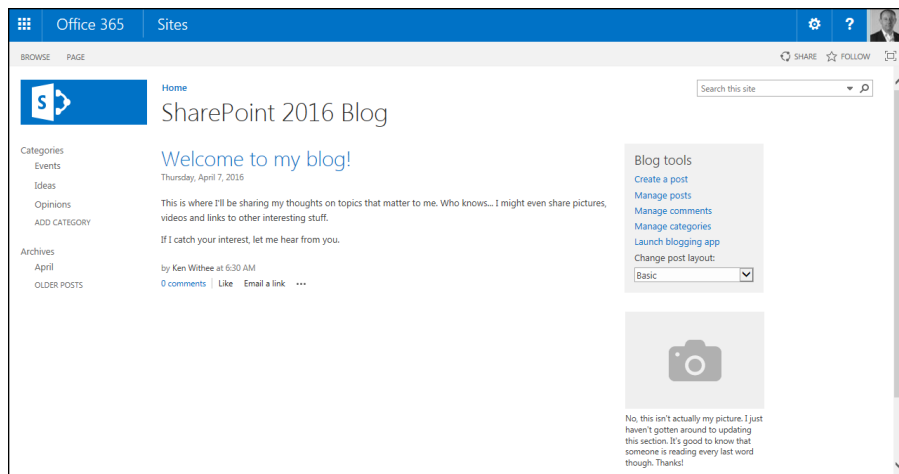 Office 365
Sites
?
BROWSE
PAGE
SHARE
FOLLOW
S
Home
SharePoint 2016 Blog
Search this site
Categories
Events
Ideas
Opinions
ADD CATEGORY
Archives
April
OLDER POSTS
Welcome to my blog!
Thursday, April 7, 2016
This is where I'll be sharing my thoughts on topics that matter to me. Who knows... I might even share pictures,
videos and links to other interesting stuff.
If I catch your interest, let me hear from you.
by Ken Withee at 6:30 AM
0 comments
Like
Email a link
•••
Blog tools
Create a post
Manage posts
Manage comments
Manage categories
Launch blogging app
Change post layout:
Basic
No, this isn't actually my picture. I just
haven't gotten around to updating
this section. It's good to know that
someone is reading every last word
though. Thanks!